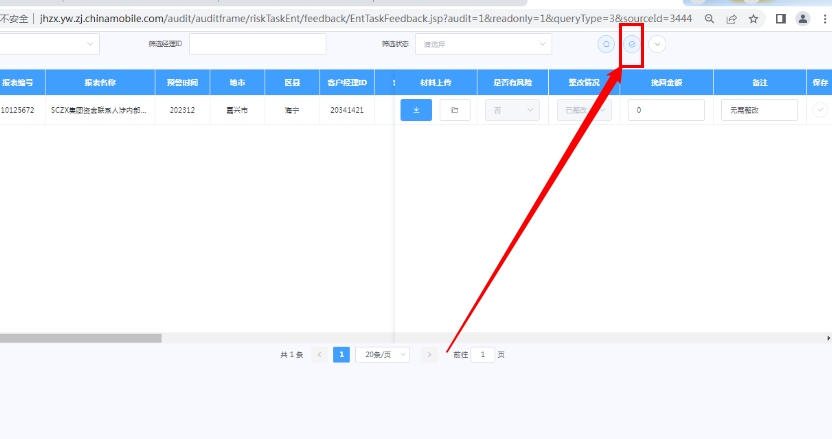 不安全 | jhzx.yw.zj.chinamobile.com/audit/auditframe/riskTaskEnt/feedback/EntTaskFeedback.jsp?audit=1&readonly=1&queryType=3&sourceId=3444
筛选经理ID 筛选状态 请选择
报表编号 报表名称 预警时间 地市 区县 客户经理ID 材料上传 是否有风险 整改情况 挽回金额 备注 保存
10125672 SCZX集团资金联系人涉内部... 202312 嘉兴市 海宁 20341421 否 已整改 0 无需整改
共 1 条 1 20条/页 前往 1 页